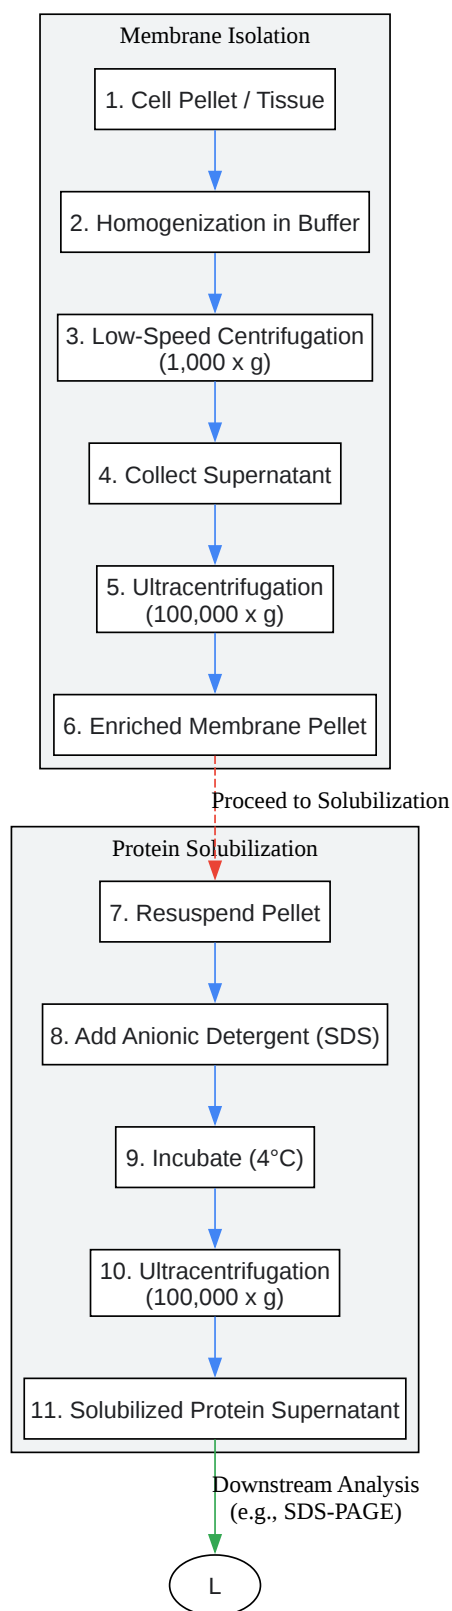 Membrane Isolation
1. Cell Pellet / Tissue
2. Homogenization in Buffer
3. Low-Speed Centrifugation
(1,000 x g)
4. Collect Supernatant
5. Ultracentrifugation
(100,000 x g)
6. Enriched Membrane Pellet
Proceed to Solubilization
Protein Solubilization
7. Resuspend Pellet
8. Add Anionic Detergent (SDS)
9. Incubate (4°C)
10. Ultracentrifugation
(100,000 x g)
11. Solubilized Protein Supernatant
Downstream Analysis
(e.g., SDS-PAGE)
L